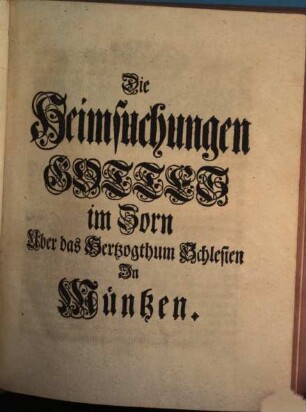 Die
Heimsuchungen
GOTTES
im Zorn
Uber das Hertzogthum Schlesien
In
Müntzen.